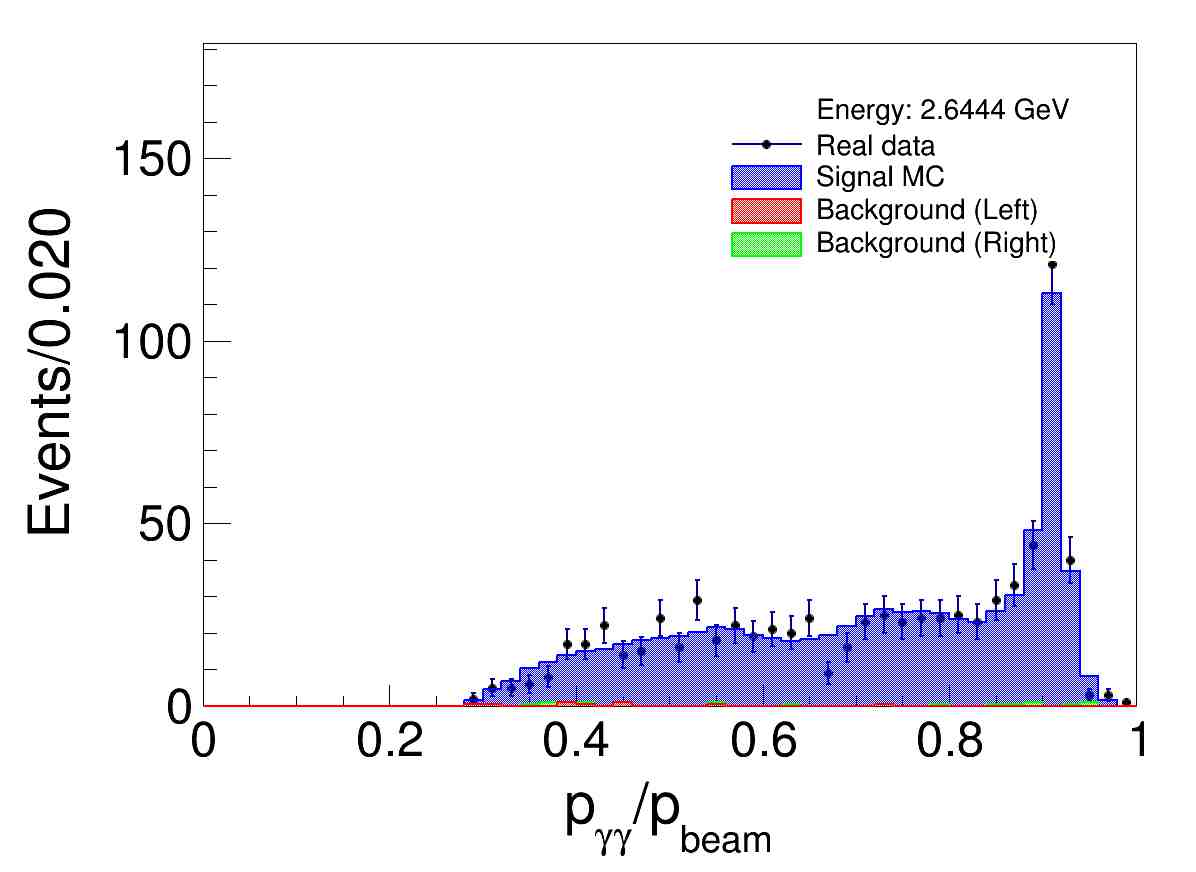 Energy: 2.6444 GeV
Real data
Signal MC
Background (Left)
Background (Right)
Events/0.020
150
100
50
0
0 0.2 0.4 0.6 0.8 1
pγγ/pbeam